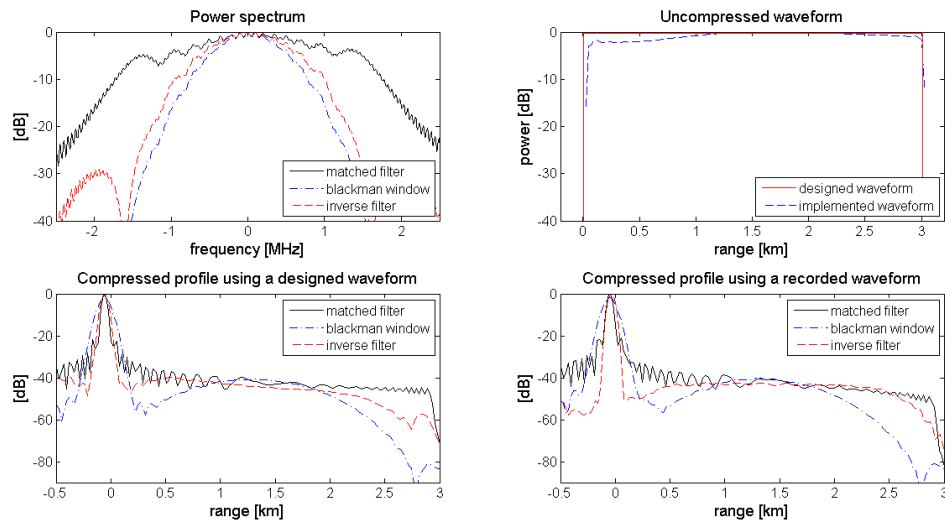 Power spectrum
0
-10
-20
-30
-40
[dB]
-2
-1
0
1
2
frequency [MHz]
matched filter
blackman window
inverse filter
Uncompressed waveform
0
-10
-20
-30
-40
power [dB]
0
0.5
1.0
1.5
2.0
2.5
3.0
range [km]
designed waveform
implemented waveform
Compressed profile using a designed waveform
0
-20
-40
-60
-80
[dB]
-0.5
0
0.5
1
1.5
2
2.5
3
range [km]
matched filter
blackman window
inverse filter
Compressed profile using a recorded waveform
0
-20
-40
-60
-80
[dB]
-0.5
0
0.5
1
1.5
2
2.5
3
range [km]
matched filter
blackman window
inverse filter